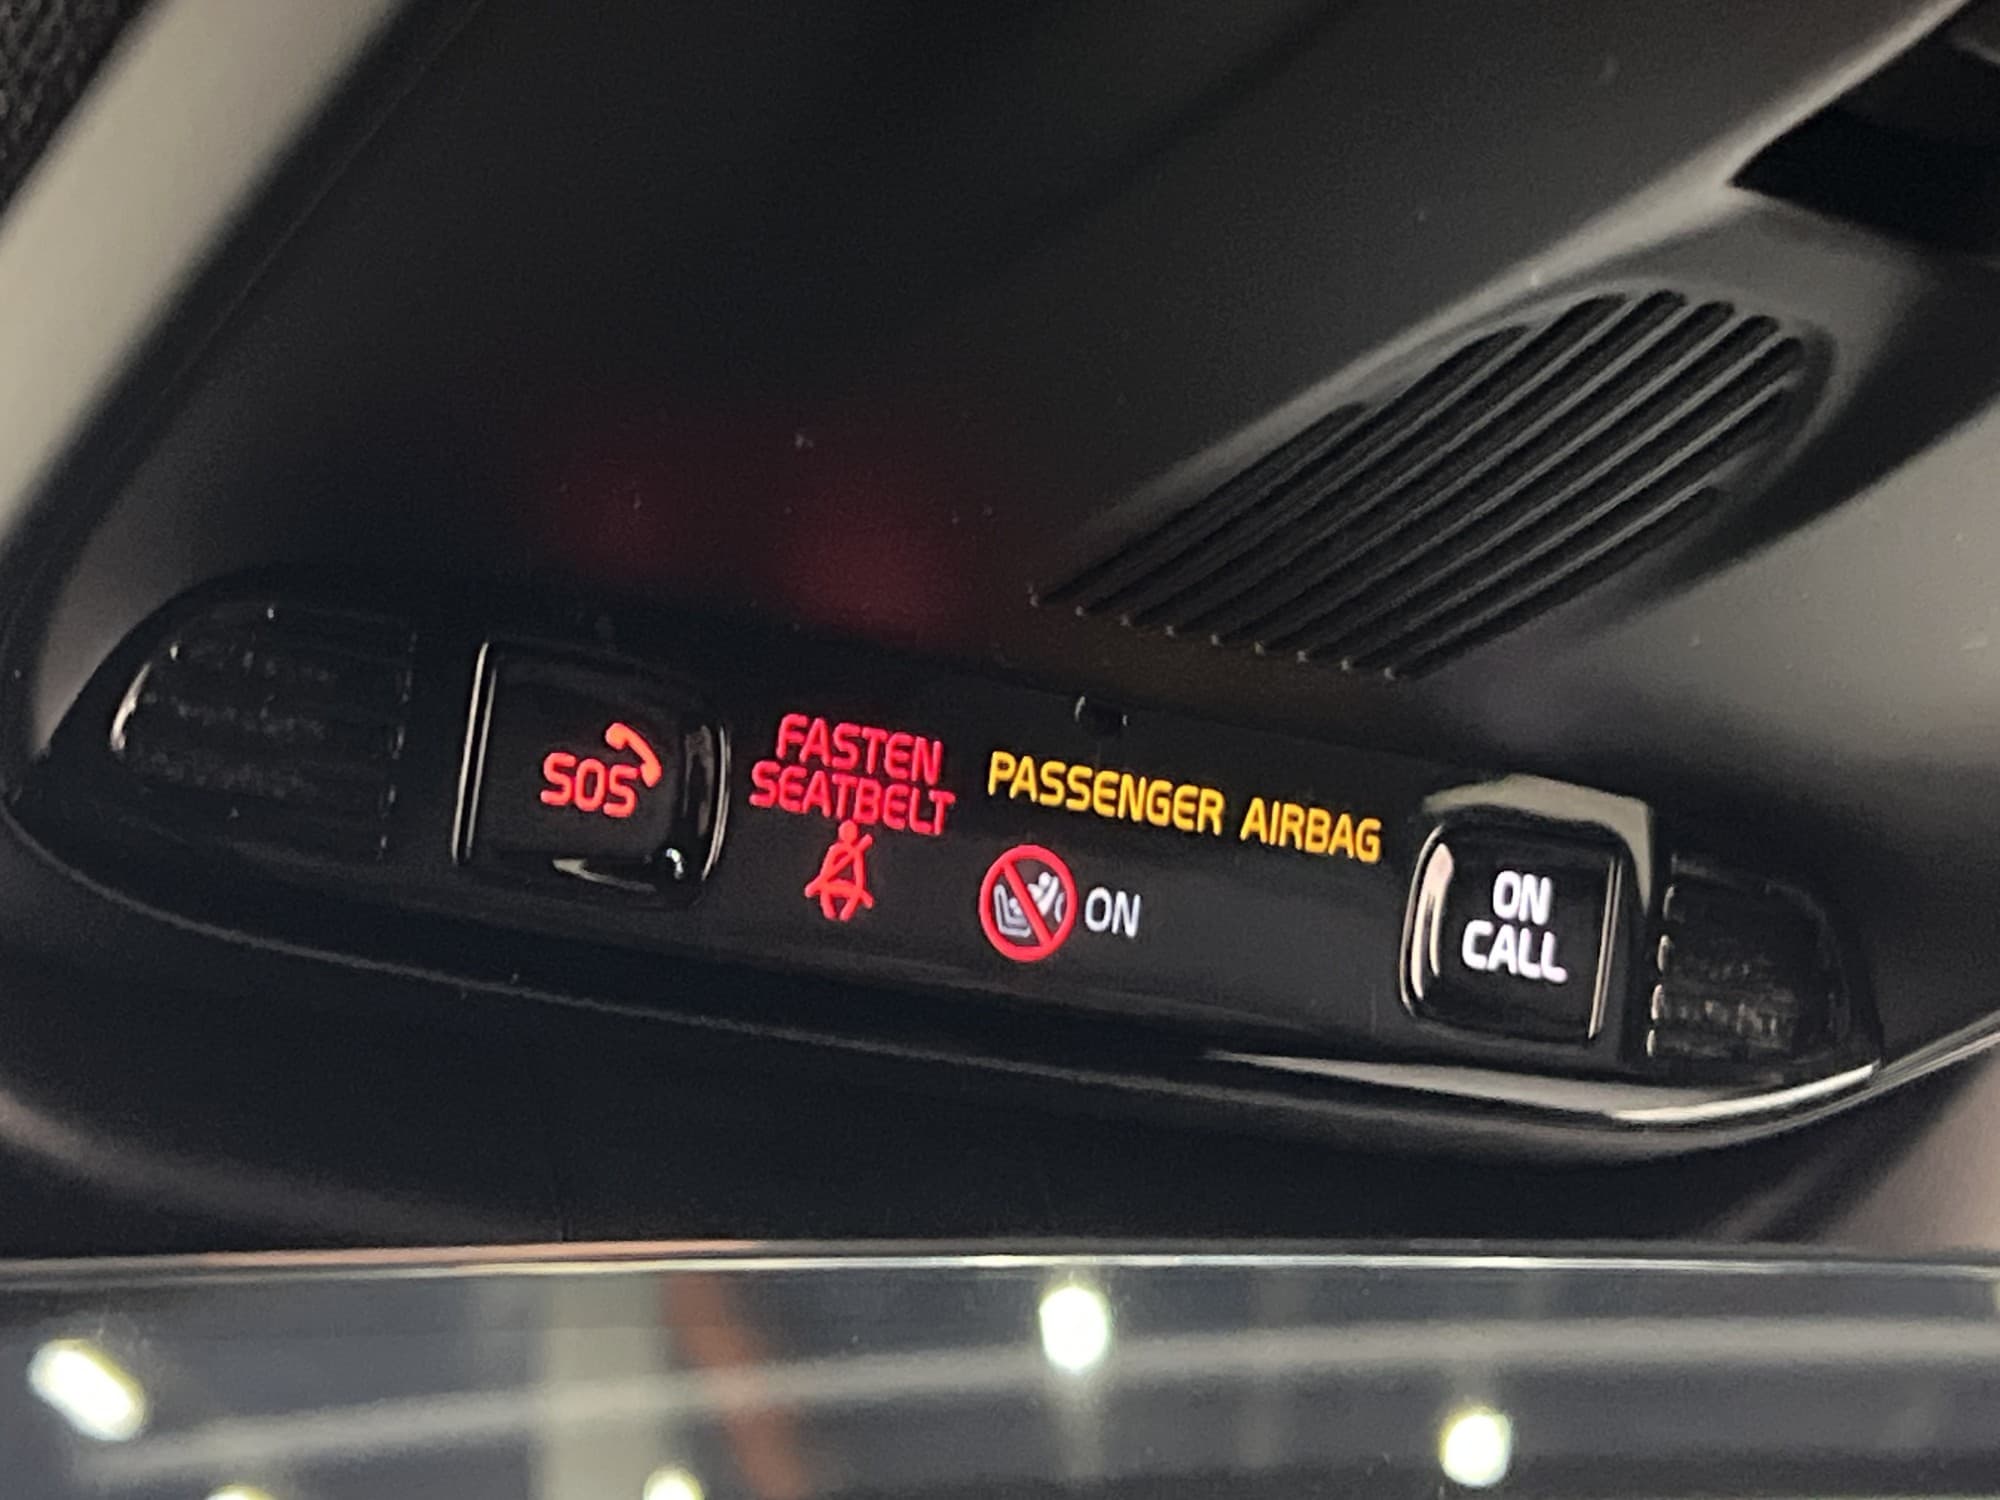 SOS
FASTEN
SEATBELT
PASSENGER AIRBAG
ON
ON
CALL